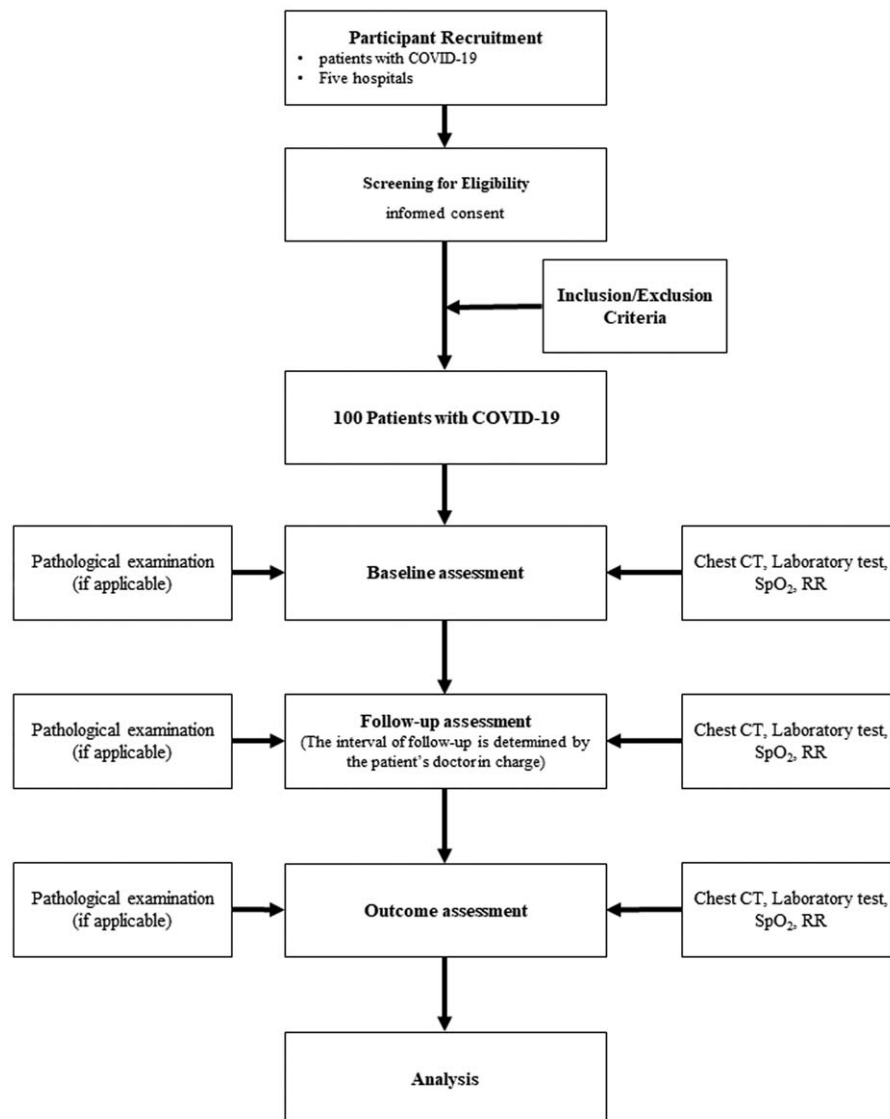 Participant Recruitment
• patients with COVID-19
• Five hospitals
Screening for Eligibility
informed consent
Inclusion/Exclusion
Criteria
100 Patients with COVID-19
Pathological examination
(if applicable)
Baseline assessment
Chest CT, Laboratory test,
SpO₂, RR
Pathological examination
(if applicable)
Follow-up assessment
(The interval of follow-up is determined by
the patient's doctor in charge)
Chest CT, Laboratory test,
SpO₂, RR
Pathological examination
(if applicable)
Outcome assessment
Chest CT, Laboratory test,
SpO₂, RR
Analysis